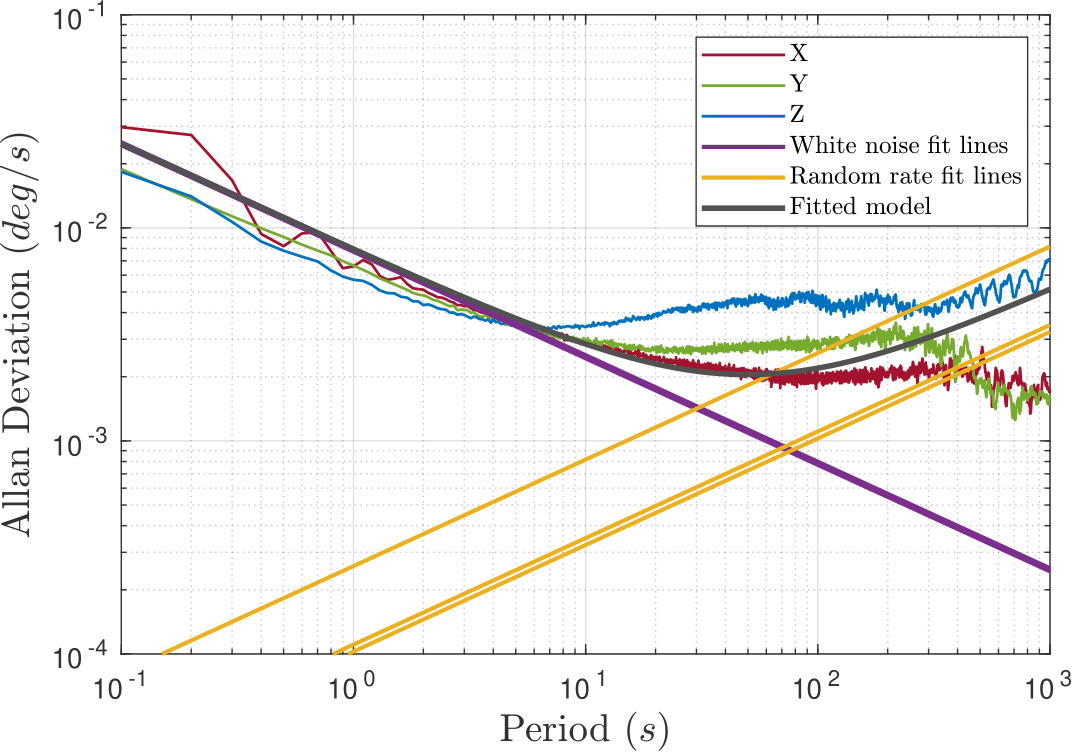 10^-1
X
Y
Z
White noise fit lines
Random rate fit lines
Fitted model
10^-2
10^-3
10^-4
Allan Deviation (deg/s)
10^-1 10^0 10^1 10^2 10^3
Period (s)